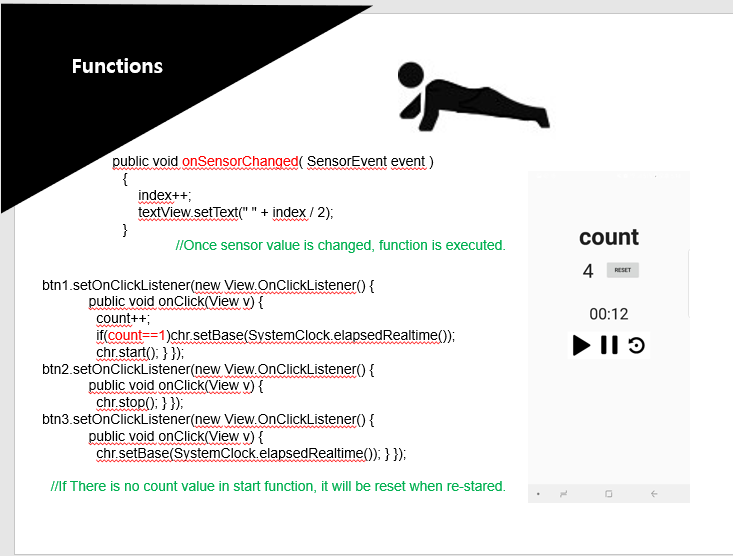 Functions
public void onSensorChanged( SensorEvent event )
{
index++;
textView.setText(" " + index / 2);
}
//Once sensor value is changed, function is executed.
btn1.setOnClickListener(new View.OnClickListener() {
public void onClick(View v) {
count++;
if(count==1)chr.setBase(SystemClock.elapsedRealtime());
chr.start(); } });
btn2.setOnClickListener(new View.OnClickListener() {
public void onClick(View v) {
chr.stop(); } });
btn3.setOnClickListener(new View.OnClickListener() {
public void onClick(View v) {
chr.setBase(SystemClock.elapsedRealtime()); } });
//If There is no count value in start function, it will be reset when re-stared.
count
4 RESET
00:12